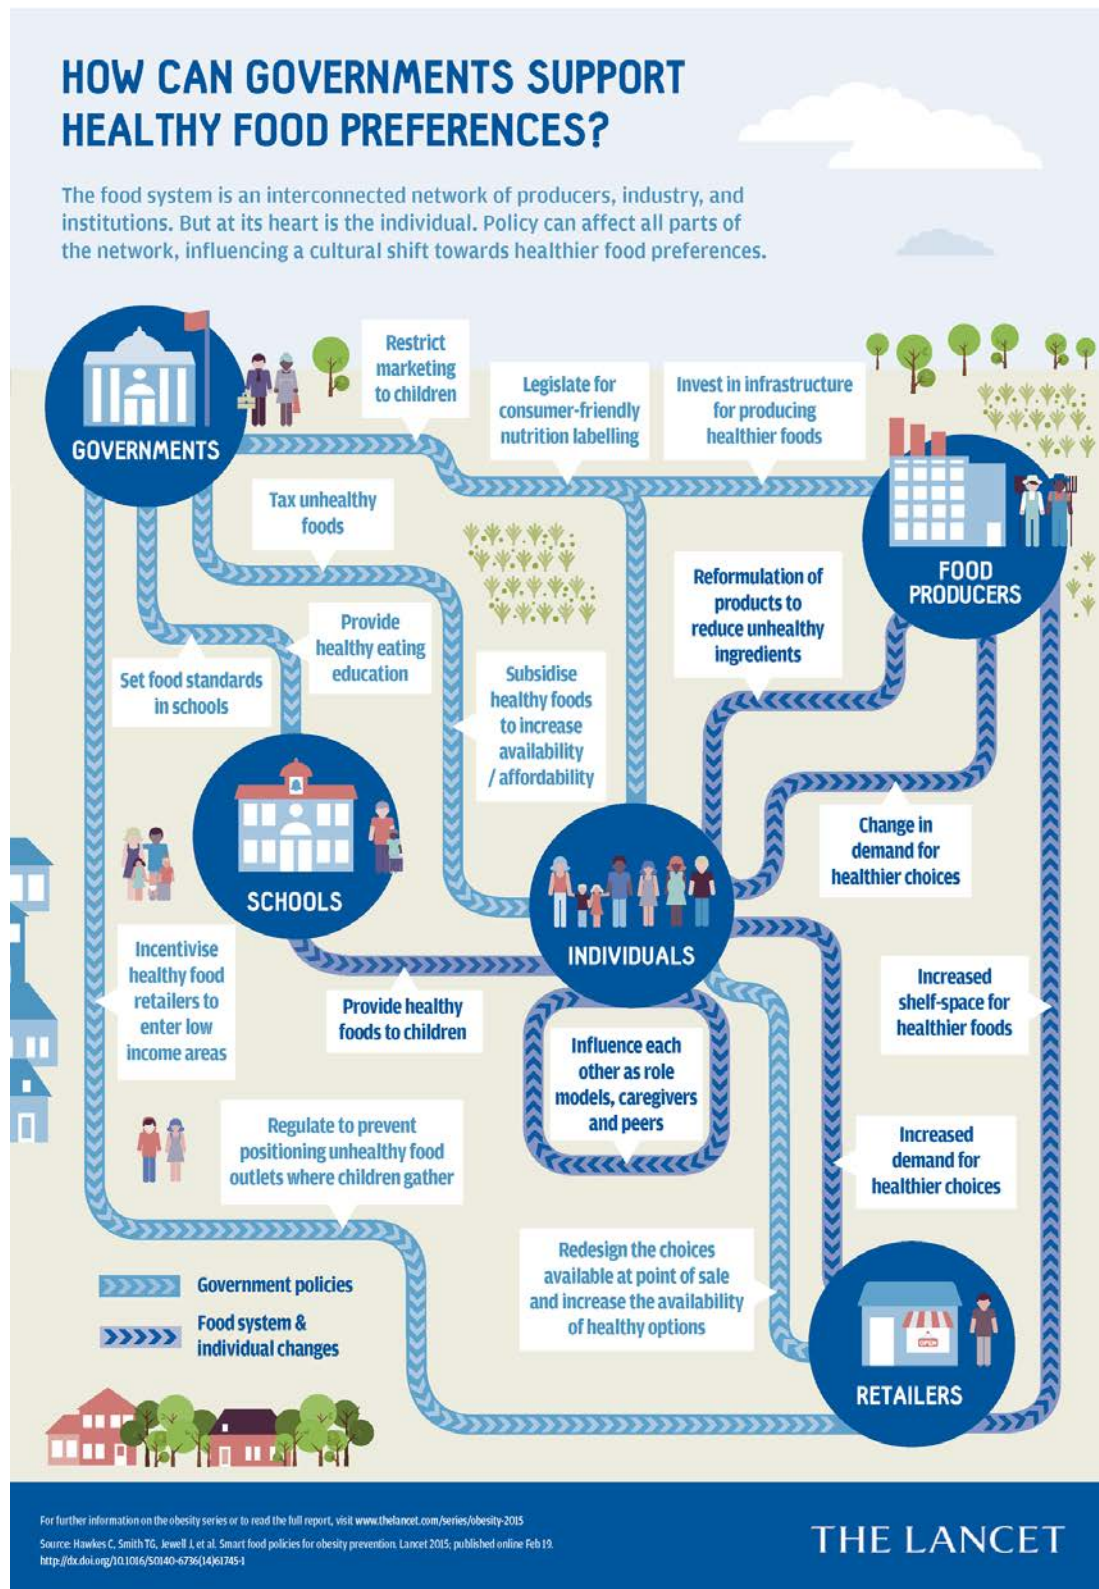 HOW CAN GOVERNMENTS SUPPORT
HEALTHY FOOD PREFERENCES?
The food system is an interconnected network of producers, industry, and
institutions. But at its heart is the individual. Policy can affect all parts of
the network, influencing a cultural shift towards healthier food preferences.
GOVERNMENTS
Restrict
marketing
to children
Legislate for
consumer-friendly
nutrition labelling
Invest in infrastructure
for producing
healthier foods
Tax unhealthy
foods
FOOD
PRODUCERS
Reformulation of
products to
reduce unhealthy
ingredients
Provide
healthy eating
education
Set food standards
in schools
Subsidise
healthy foods
to increase
availability
/ affordability
Change in
demand for
healthier choices
SCHOOLS
INDIVIDUALS
Incentivise
healthy food
retailers to
enter low
income areas
Provide healthy
foods to children
Increased
shelf-space for
healthier foods
Influence each
other as role
models, caregivers
and peers
Regulate to prevent
positioning unhealthy food
outlets where children gather
Increased
demand for
healthier choices
Redesign the choices
available at point of sale
and increase the availability
of healthy options
Government policies
Food system &
individual changes
OPEN
RETAILERS
For further information on the obesity series or to read the full report, visit www.thelancet.com/series/obesity-2015
Source: Hawkes C, Smith TG, Jewell J, et al. Smart food policies for obesity prevention. Lancet 2015; published online Feb 19.
http://dx.doi.org/10.1016/S0140-6736(14)61745-1
THE LANCET